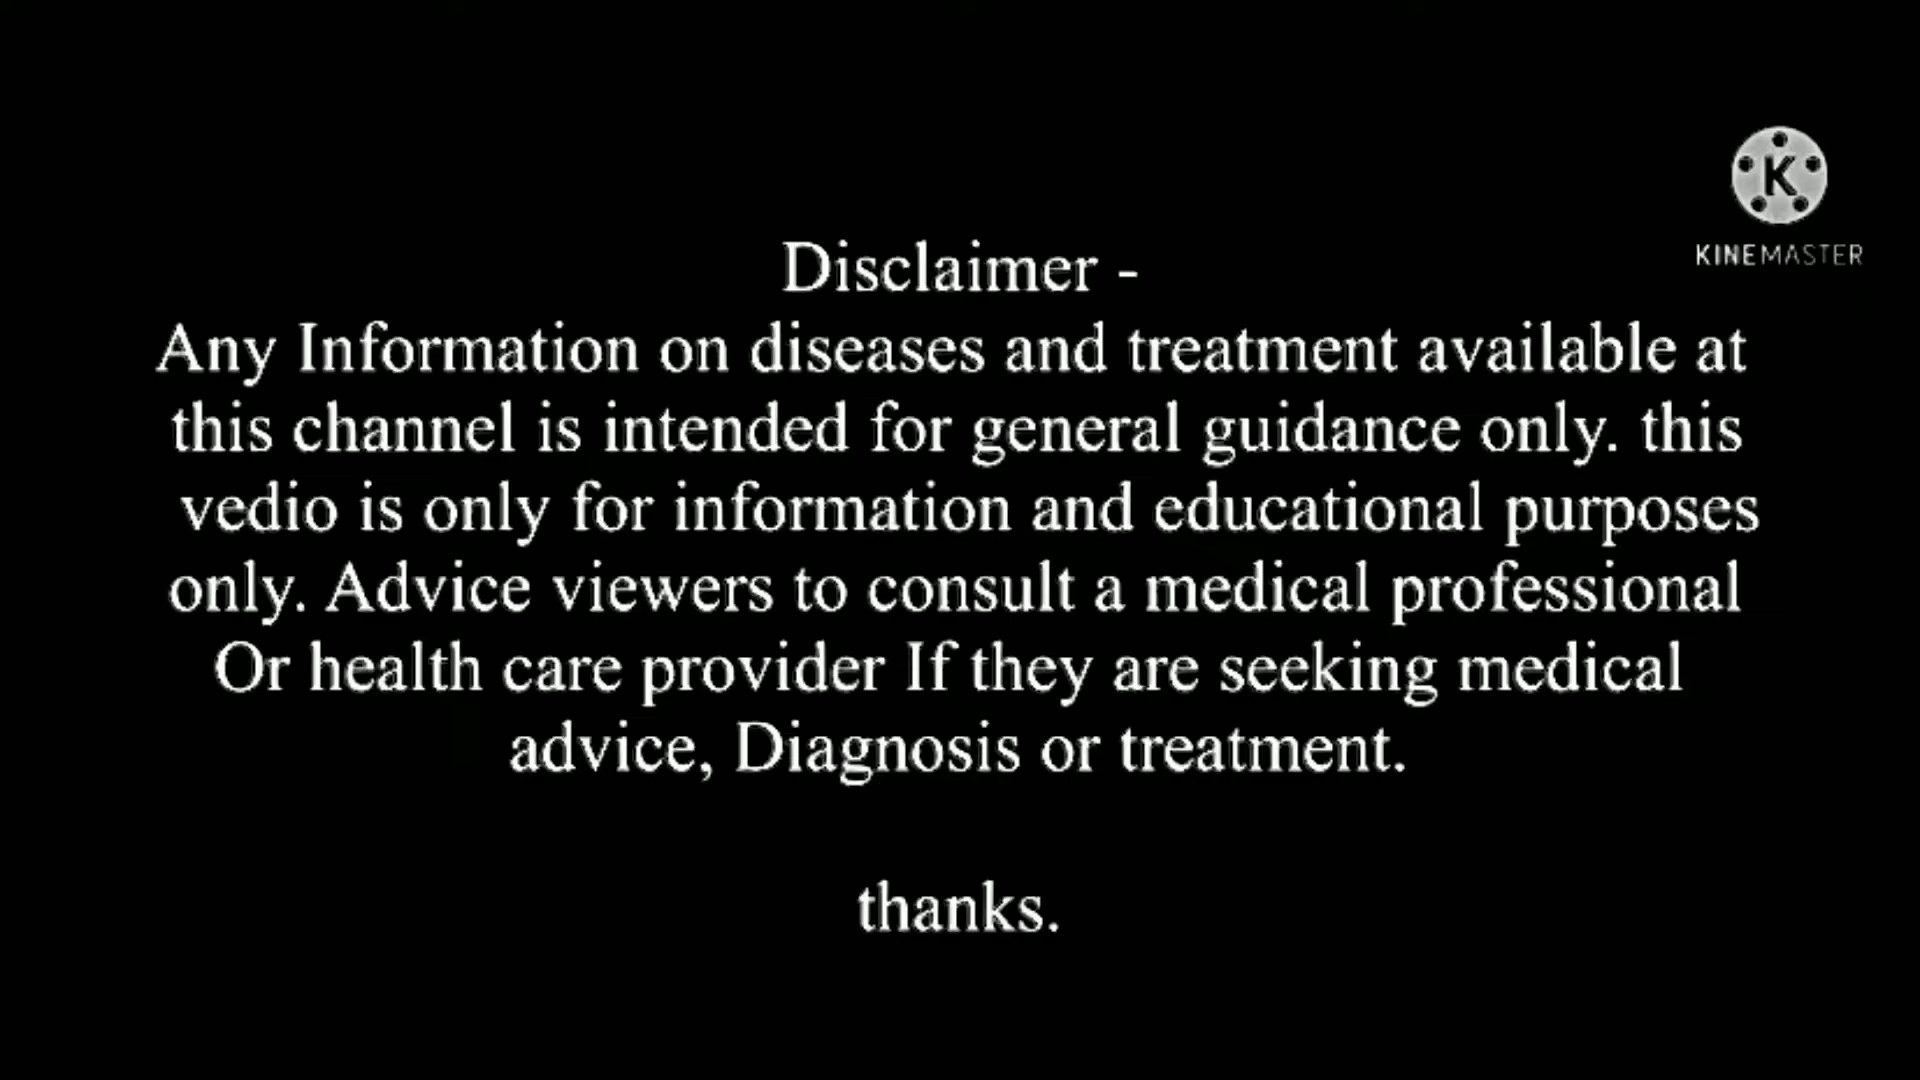 K
KINEMASTER
Disclaimer -
Any Information on diseases and treatment available at
this channel is intended for general guidance only. this
vedio is only for information and educational purposes
only. Advice viewers to consult a medical professional
Or health care provider If they are seeking medical
advice, Diagnosis or treatment.
thanks.